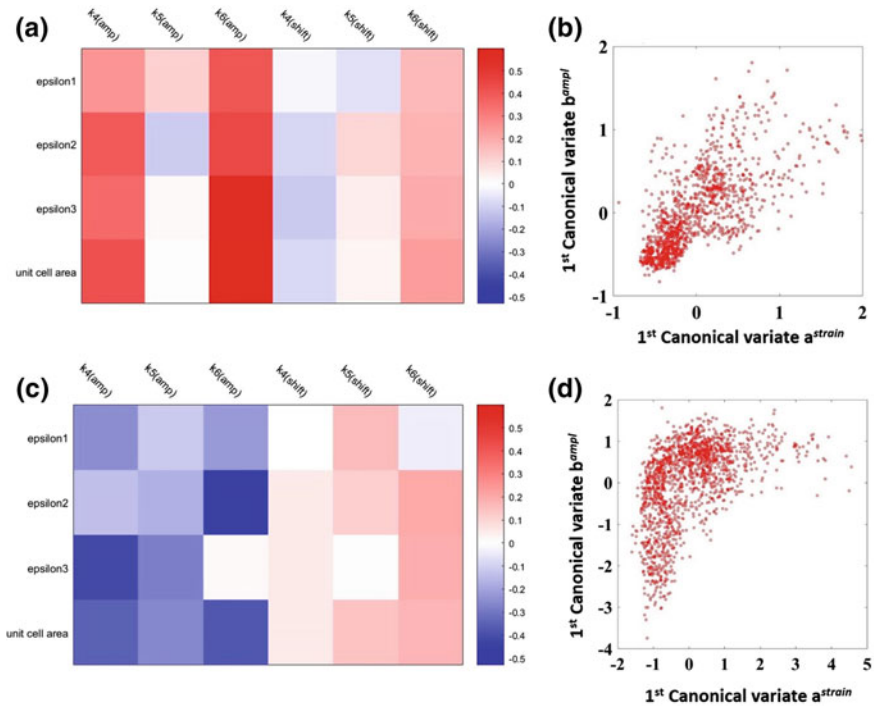 (a)
k4(amp) k5(amp) k6(amp) k4(shift) k5(shift) k6(shift)
epsilon1
epsilon2
epsilon3
unit cell area
0.5
0.4
0.3
0.2
0.1
0
-0.1
-0.2
-0.3
-0.4
-0.5
(b)
2
1
0
-1
-1 0 1 2
1st Canonical variate b^ampl
1st Canonical variate a^strain
(c)
k4(amp) k5(amp) k6(amp) k4(shift) k5(shift) k6(shift)
epsilon1
epsilon2
epsilon3
unit cell area
0.5
0.4
0.3
0.2
0.1
0
-0.1
-0.2
-0.3
-0.4
-0.5
(d)
2
1
0
-1
-2
-3
-4
-2 -1 0 1 2 3 4 5
1st Canonical variate b^ampl
1st Canonical variate a^strain